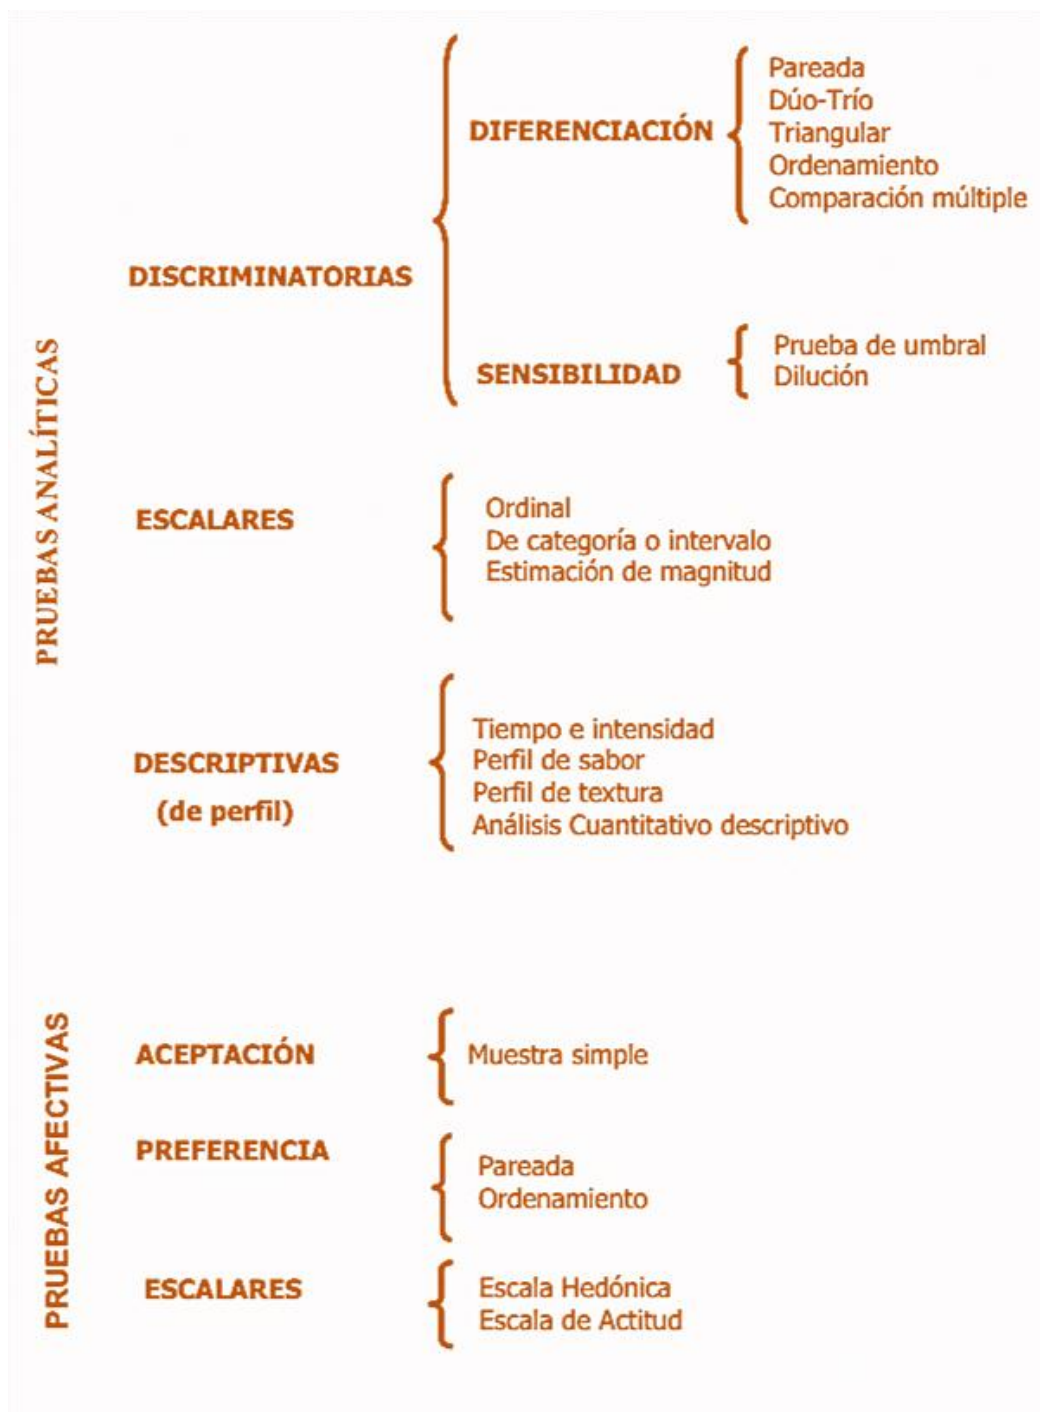 PRUEBAS ANALÍTICAS
DISCRIMINATORIAS
DIFERENCIACIÓN
Pareada
Dúo-Trío
Triangular
Ordenamiento
Comparación múltiple
SENSIBILIDAD
Prueba de umbral
Dilución
ESCALARES
Ordinal
De categoría o intervalo
Estimación de magnitud
DESCRIPTIVAS
(de perfil)
Tiempo e intensidad
Perfil de sabor
Perfil de textura
Análisis Cuantitativo descriptivo
PRUEBAS AFECTIVAS
ACEPTACIÓN
Muestra simple
PREFERENCIA
Pareada
Ordenamiento
ESCALARES
Escala Hedónica
Escala de Actitud